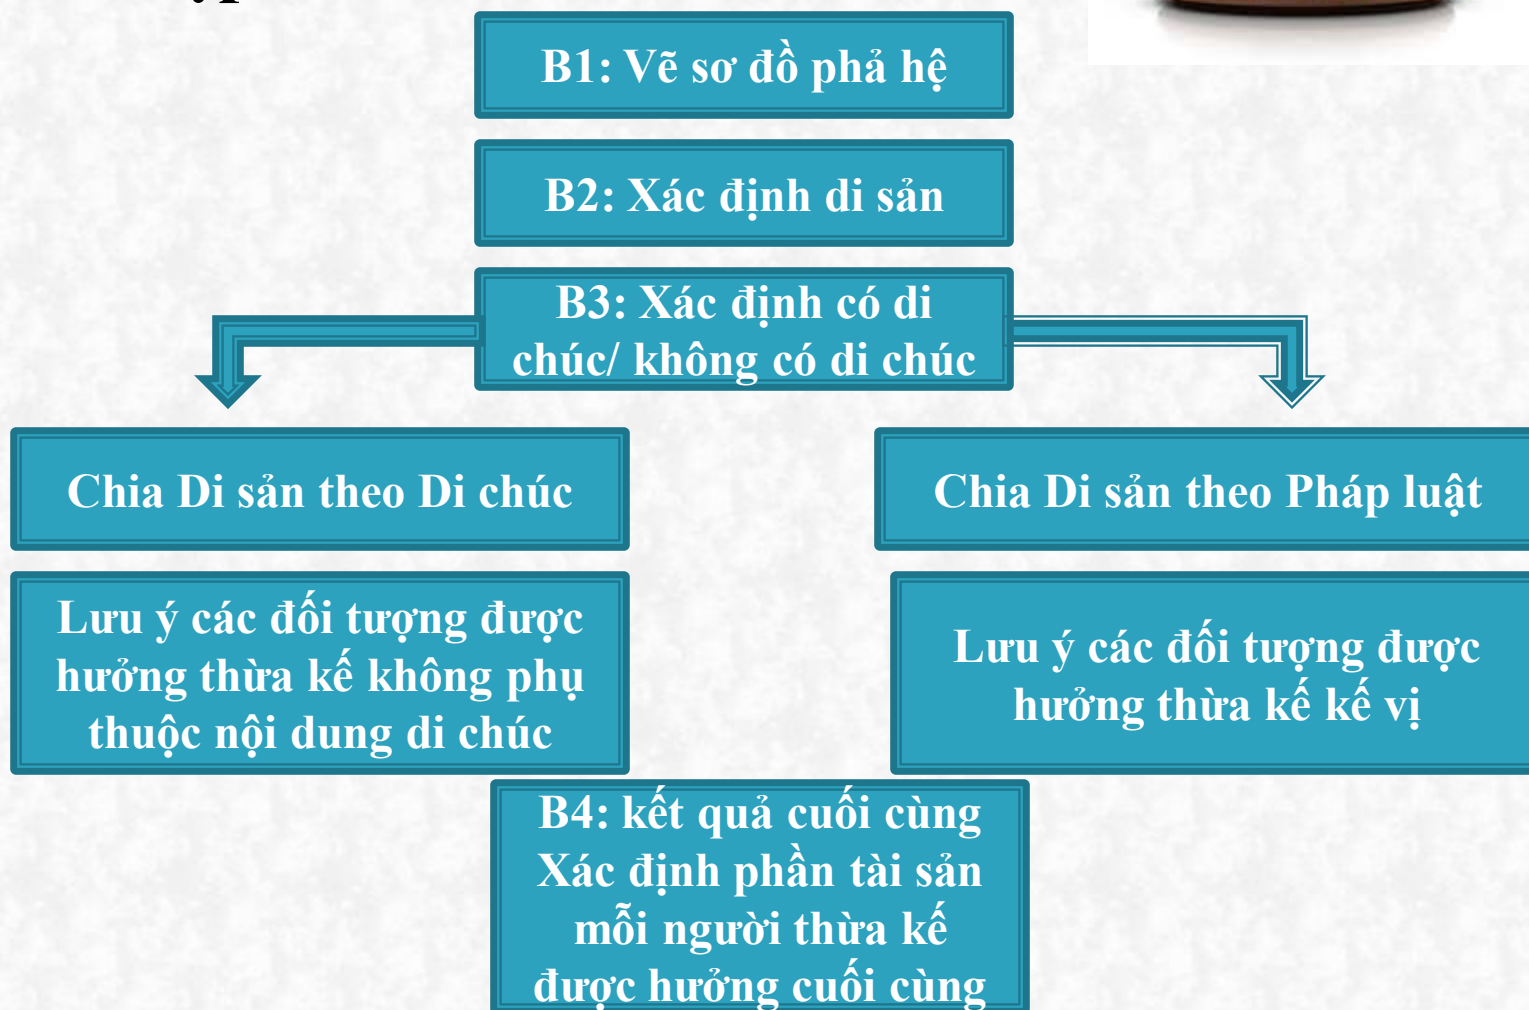 B1: Vẽ sơ đồ phả hệ
B2: Xác định di sản
B3: Xác định có di
chúc/ không có di chúc
Chia Di sản theo Di chúc
Chia Di sản theo Pháp luật
Lưu ý các đối tượng được
hưởng thừa kế không phụ
thuộc nội dung di chúc
Lưu ý các đối tượng được
hưởng thừa kế kế vị
B4: kết quả cuối cùng
Xác định phần tài sản
mỗi người thừa kế
được hưởng cuối cùng